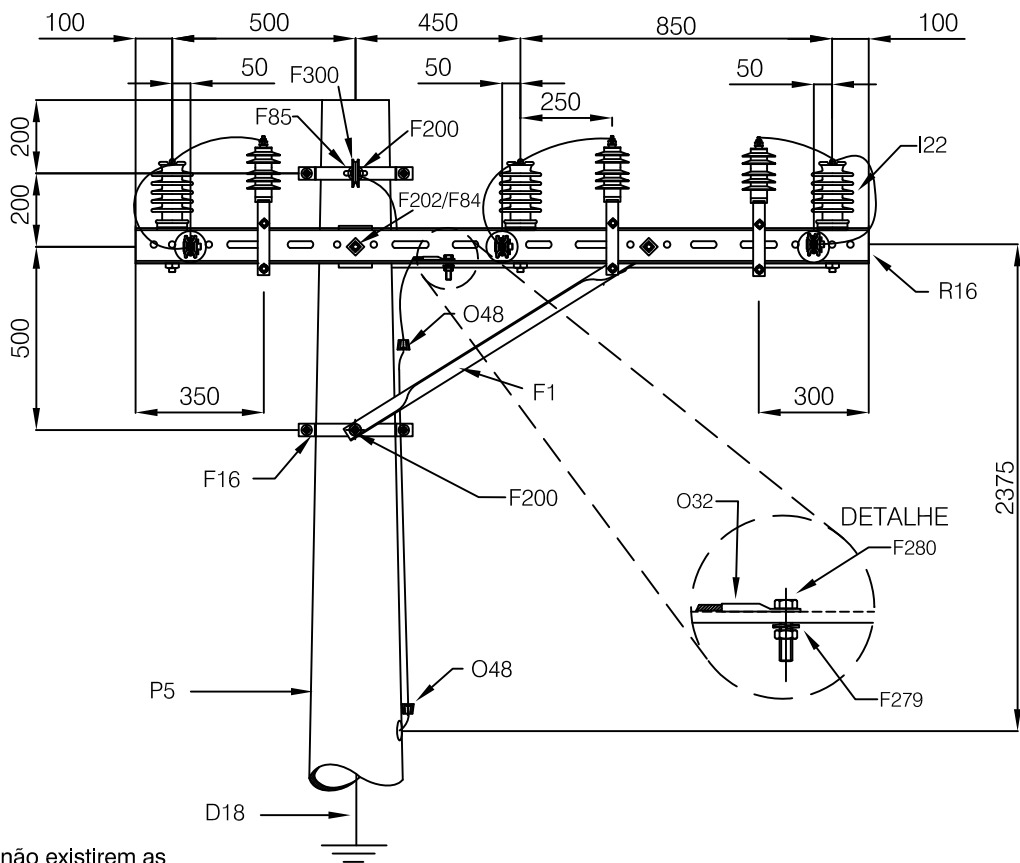 100
500
450
850
100
50
F300
50
50
F85
F200
250
200
I22
200
F202/F84
R16
O48
500
350
F1
300
F16
F200
2375
O32
DETALHE
F280
P5
O48
F279
D18
não existirem as